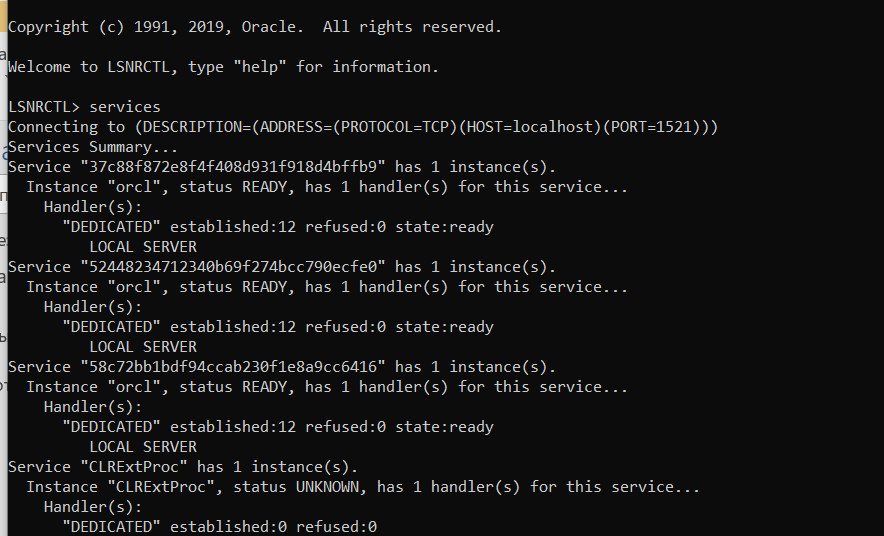 Copyright (c) 1991, 2019, Oracle.  All rights reserved.
Welcome to LSNRCTL, type "help" for information.
LSNRCTL> services
Connecting to (DESCRIPTION=(ADDRESS=(PROTOCOL=TCP)(HOST=localhost)(PORT=1521)))
Services Summary...
Service "37c88f872e8f4f408d931f918d4bffb9" has 1 instance(s).
  Instance "orcl", status READY, has 1 handler(s) for this service...
    Handler(s):
      "DEDICATED" established:12 refused:0 state:ready
         LOCAL SERVER
Service "52448234712340b69f274bcc790ecfe0" has 1 instance(s).
  Instance "orcl", status READY, has 1 handler(s) for this service...
    Handler(s):
      "DEDICATED" established:12 refused:0 state:ready
         LOCAL SERVER
Service "58c72bb1bdf94ccab230f1e8a9cc6416" has 1 instance(s).
  Instance "orcl", status READY, has 1 handler(s) for this service...
    Handler(s):
      "DEDICATED" established:12 refused:0 state:ready
         LOCAL SERVER
Service "CLRExtProc" has 1 instance(s).
  Instance "CLRExtProc", status UNKNOWN, has 1 handler(s) for this service...
    Handler(s):
      "DEDICATED" established:0 refused:0